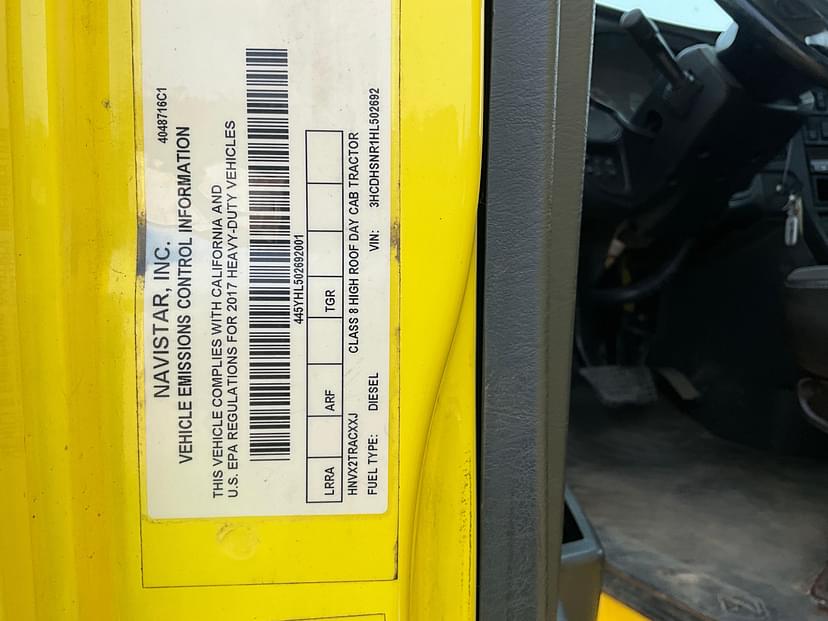 4048716C1
NAVISTAR, INC.
VEHICLE EMISSIONS CONTROL INFORMATION
THIS VEHICLE COMPLIES WITH CALIFORNIA AND
U.S. EPA REGULATIONS FOR 2017 HEAVY-DUTY VEHICLES
445YHL502692001
LRRA ARF TGR
HNVX2TRACXXJ CLASS 8 HIGH ROOF DAY CAB TRACTOR
FUEL TYPE: DIESEL VIN: 3HCDHSNR1HL502692